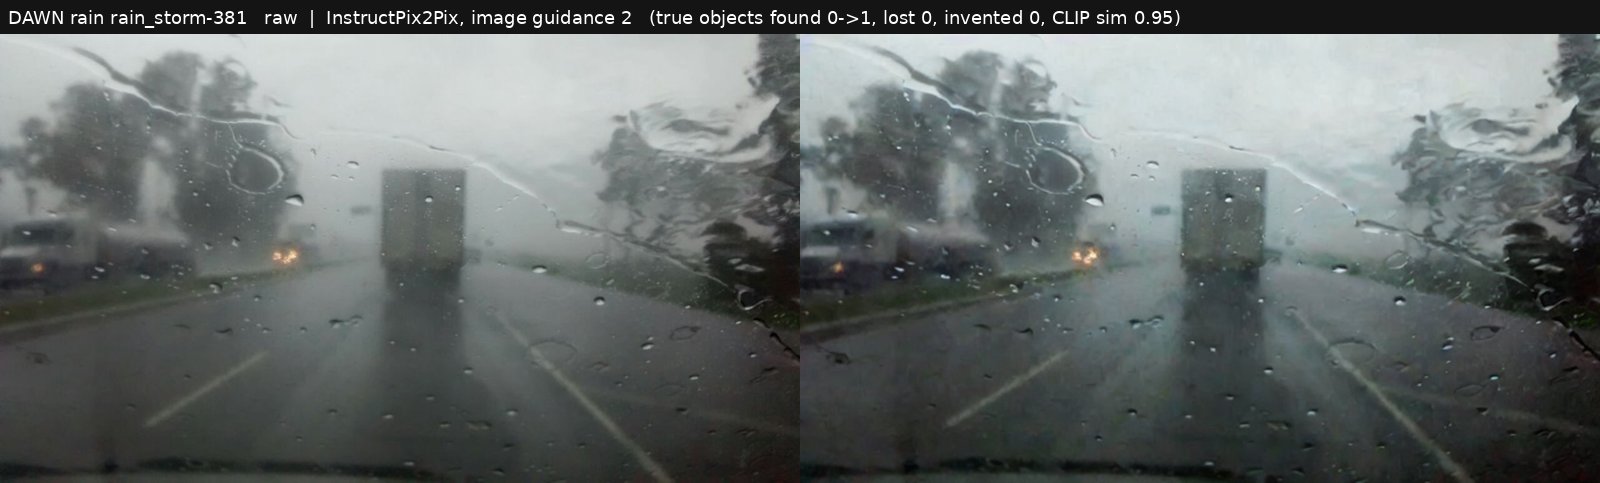 DAWN rain rain_storm-381   raw  |  InstructPix2Pix, image guidance 2   (true objects found 0->1, lost 0, invented 0, CLIP sim 0.95)